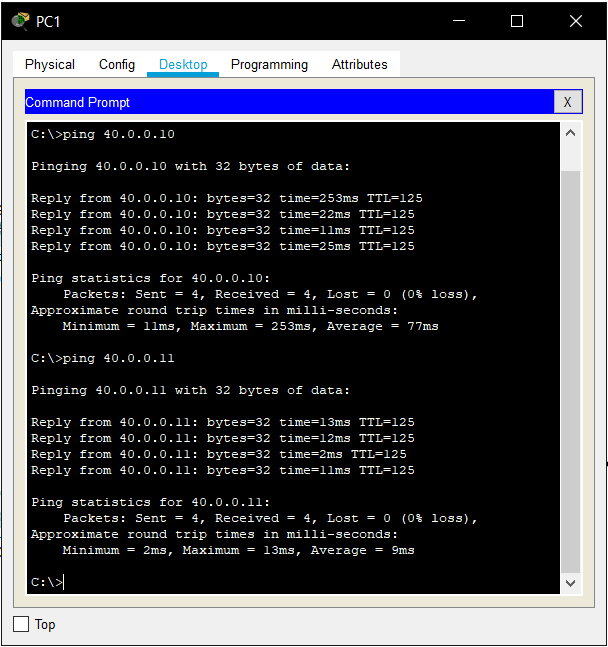 PC1
Physical Config Desktop Programming Attributes
Command Prompt X
C:\>ping 40.0.0.10
Pinging 40.0.0.10 with 32 bytes of data:
Reply from 40.0.0.10: bytes=32 time=253ms TTL=125
Reply from 40.0.0.10: bytes=32 time=22ms TTL=125
Reply from 40.0.0.10: bytes=32 time=11ms TTL=125
Reply from 40.0.0.10: bytes=32 time=25ms TTL=125
Ping statistics for 40.0.0.10:
    Packets: Sent = 4, Received = 4, Lost = 0 (0% loss),
Approximate round trip times in milli-seconds:
    Minimum = 11ms, Maximum = 253ms, Average = 77ms
C:\>ping 40.0.0.11
Pinging 40.0.0.11 with 32 bytes of data:
Reply from 40.0.0.11: bytes=32 time=13ms TTL=125
Reply from 40.0.0.11: bytes=32 time=12ms TTL=125
Reply from 40.0.0.11: bytes=32 time=2ms TTL=125
Reply from 40.0.0.11: bytes=32 time=11ms TTL=125
Ping statistics for 40.0.0.11:
    Packets: Sent = 4, Received = 4, Lost = 0 (0% loss),
Approximate round trip times in milli-seconds:
    Minimum = 2ms, Maximum = 13ms, Average = 9ms
C:\>
Top